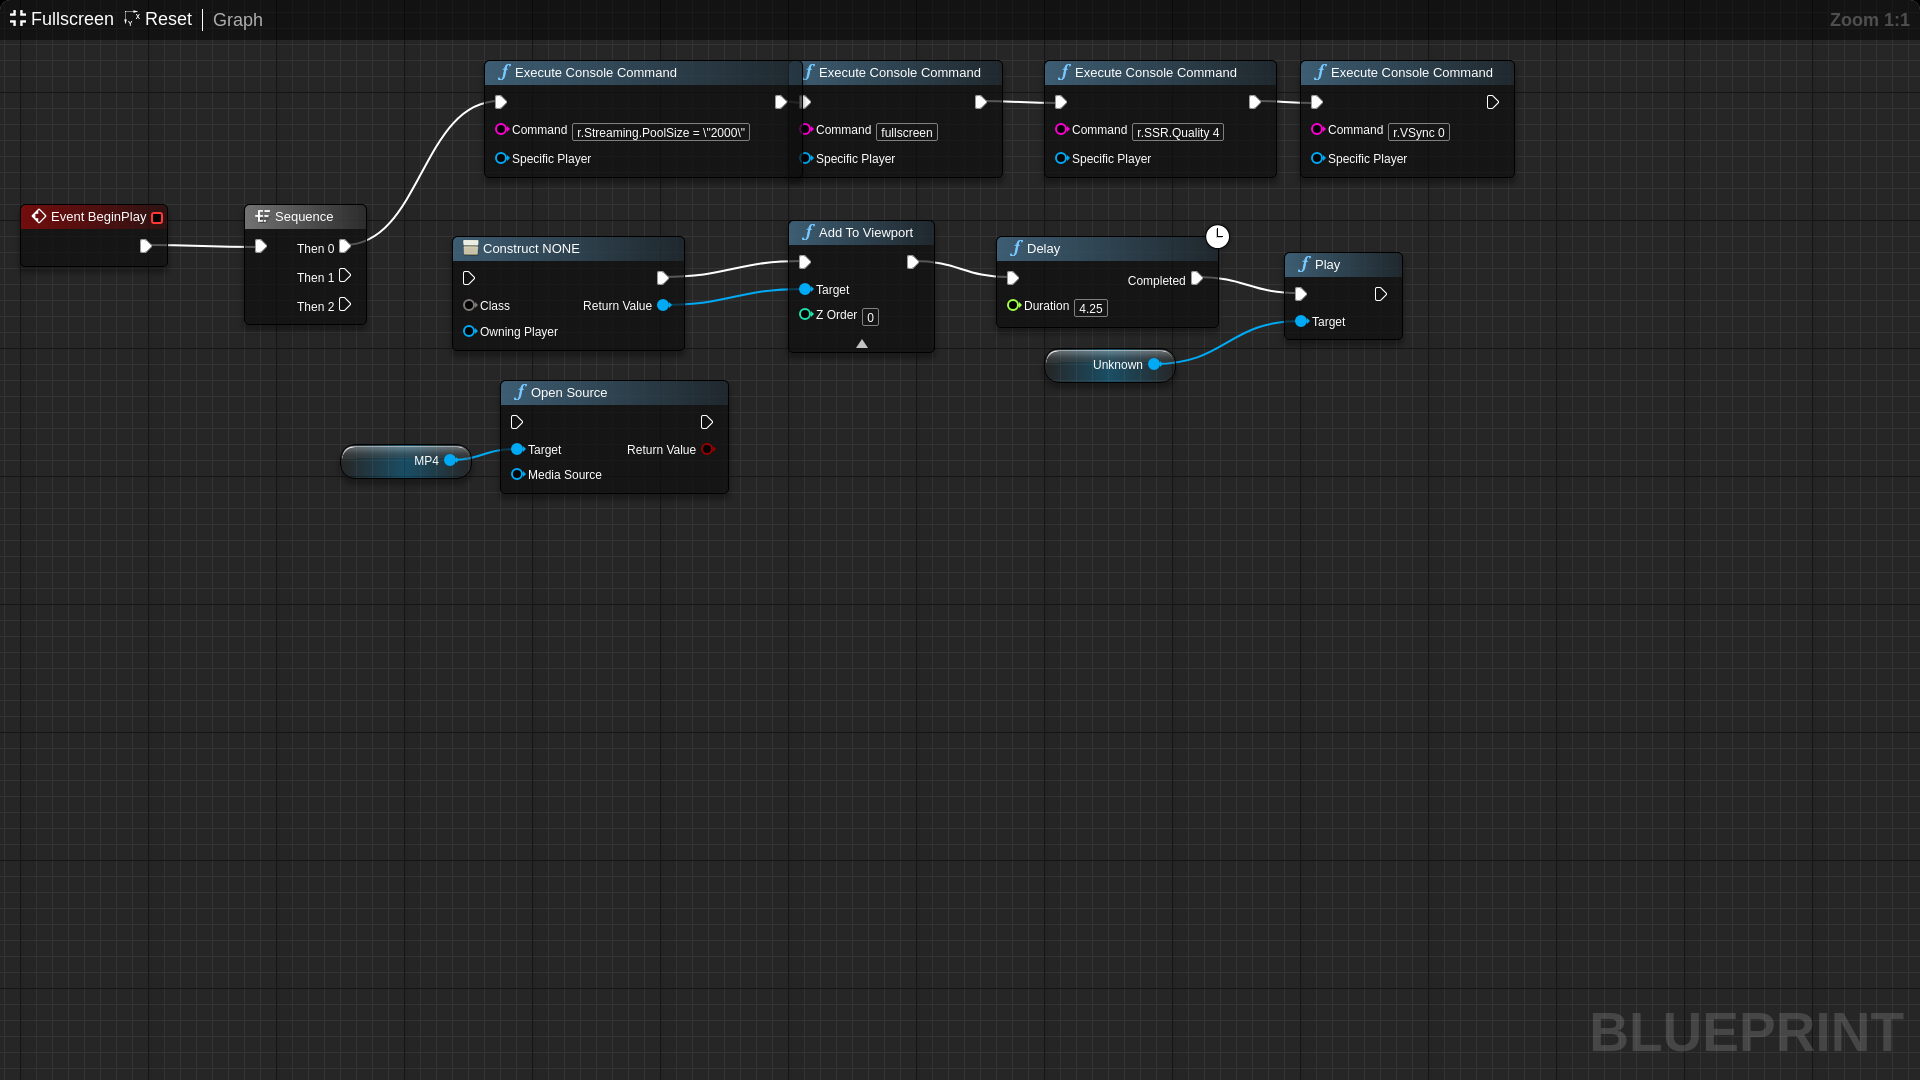 Fullscreen Reset Graph Zoom 1:1
Execute Console Command
Command r.Streaming.PoolSize = \"2000\"
Specific Player
Execute Console Command
Command fullscreen
Specific Player
Execute Console Command
Command r.SSR.Quality 4
Specific Player
Execute Console Command
Command r.VSync 0
Specific Player
Event BeginPlay
Sequence
Then 0
Then 1
Then 2
Construct NONE
Class Return Value
Owning Player
Add To Viewport
Target
Z Order 0
Delay
Completed
Duration 4.25
Play
Target
Unknown
Open Source
Target Return Value
Media Source
MP4
BLUEPRINT